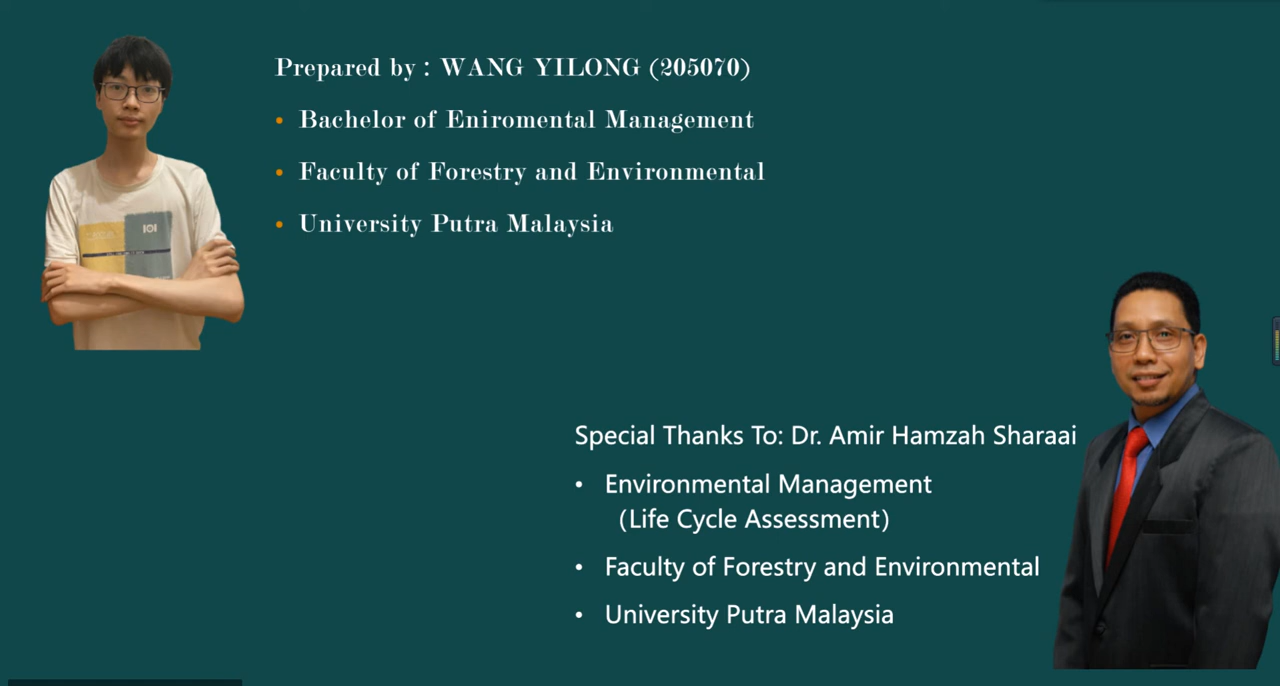 Prepared by : WANG YILONG (205070)
• Bachelor of Eniromental Management
• Faculty of Forestry and Environmental
• University Putra Malaysia
Special Thanks To: Dr. Amir Hamzah Sharaai
• Environmental Management
(Life Cycle Assessment)
• Faculty of Forestry and Environmental
• University Putra Malaysia